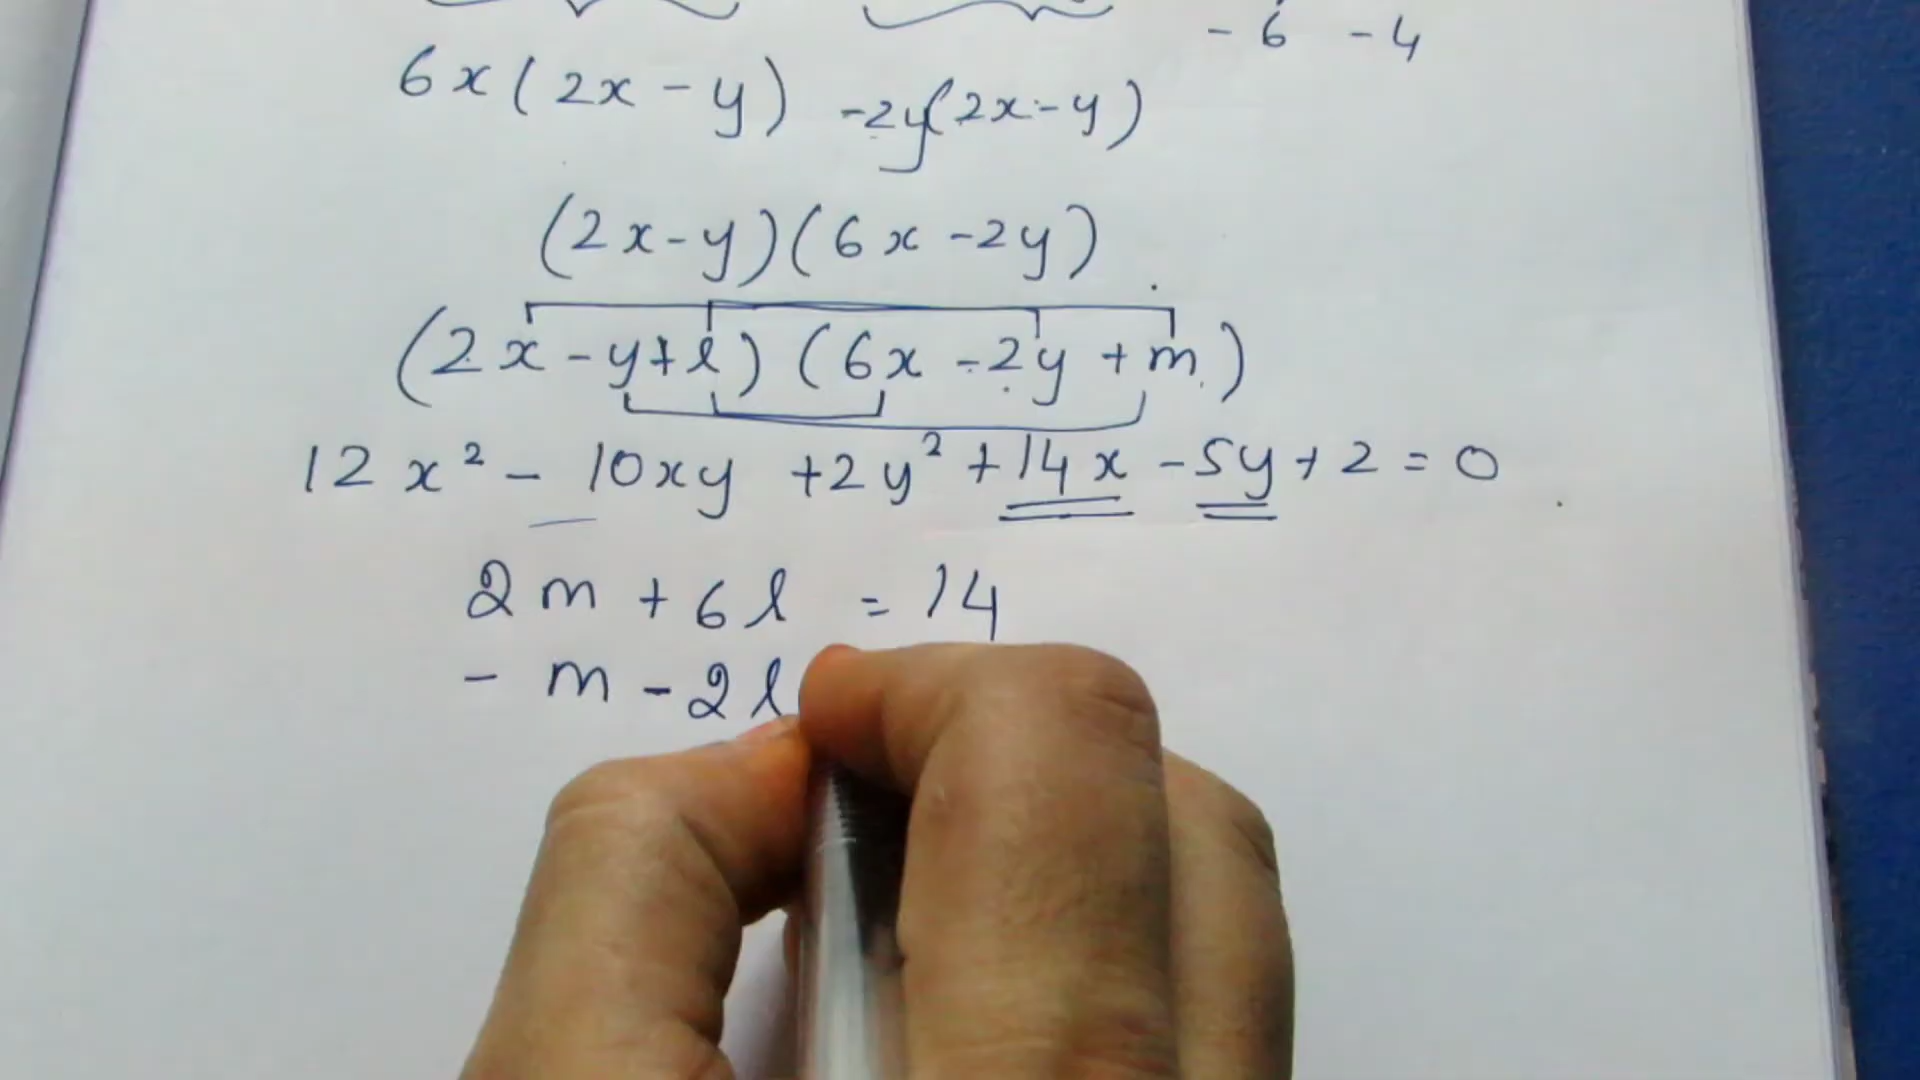 - 6 - 4
6x(2x - y) -2y(2x - y)
(2x - y)(6x - 2y)
(2x - y + l) (6x - 2y + m)
12x² - 10xy + 2y² + 14x - 5y + 2 = 0
2m + 6l = 14
- m - 2l